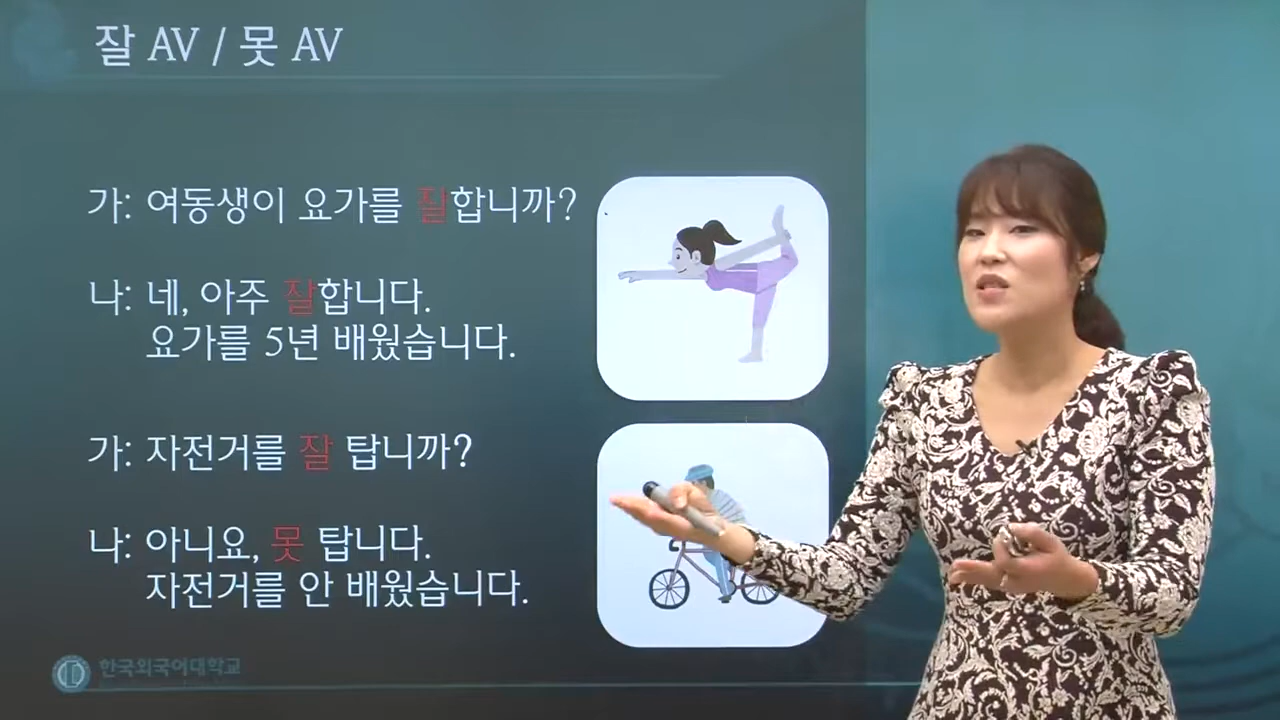 잘 AV / 못 AV
가: 여동생이 요가를 잘합니까?
나: 네, 아주 잘합니다.
요가를 5년 배웠습니다.
가: 자전거를 잘 탑니까?
나: 아니요, 못 탑니다.
자전거를 안 배웠습니다.
한국외국어대학교